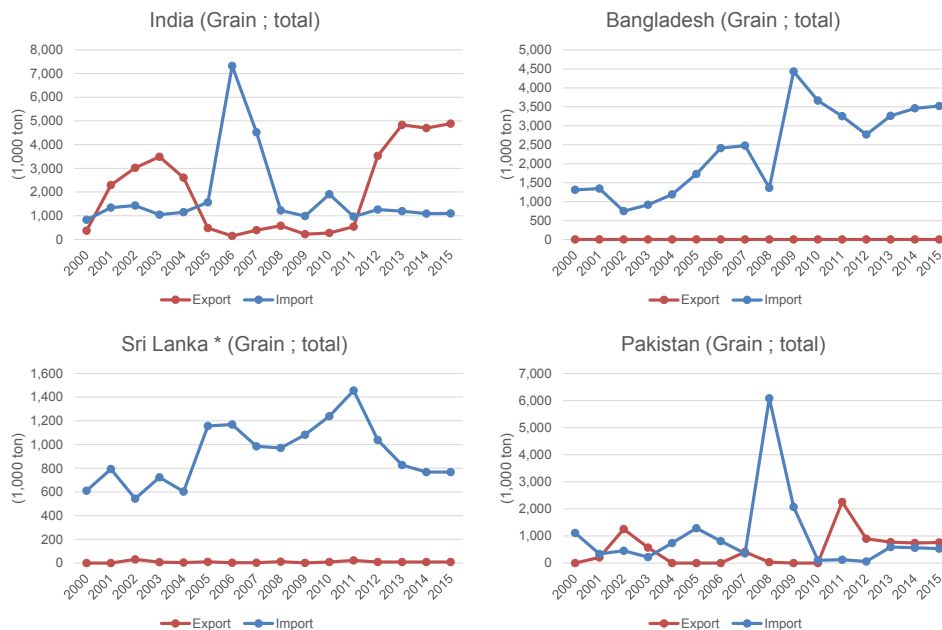 India (Grain ; total)
(1,000 ton)
8,000
7,000
6,000
5,000
4,000
3,000
2,000
1,000
0
2000 2001 2002 2003 2004 2005 2006 2007 2008 2009 2010 2011 2012 2013 2014 2015
Export Import
Bangladesh (Grain ; total)
(1,000 ton)
5,000
4,500
4,000
3,500
3,000
2,500
2,000
1,500
1,000
500
0
2000 2001 2002 2003 2004 2005 2006 2007 2008 2009 2010 2011 2012 2013 2014 2015
Export Import
Sri Lanka * (Grain ; total)
(1,000 ton)
1,600
1,400
1,200
1,000
800
600
400
200
0
2000 2001 2002 2003 2004 2005 2006 2007 2008 2009 2010 2011 2012 2013 2014 2015
Export Import
Pakistan (Grain ; total)
(1,000 ton)
7,000
6,000
5,000
4,000
3,000
2,000
1,000
0
2000 2001 2002 2003 2004 2005 2006 2007 2008 2009 2010 2011 2012 2013 2014 2015
Export Import